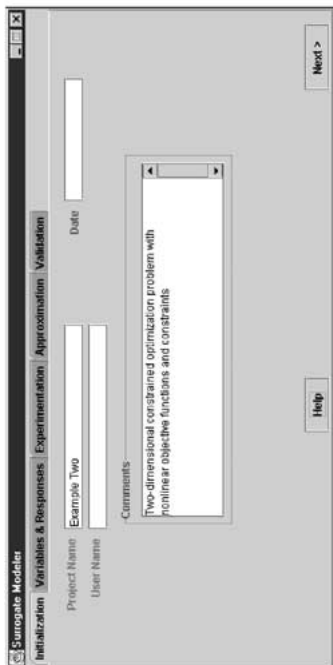 Surrogate Modeler
Initialization Variables & Responses Experimentation Approximation Validation
Project Name Example Two Date
User Name
Comments
Two-dimensional constrained optimization problem with
nonlinear objective functions and constraints
Help Next >